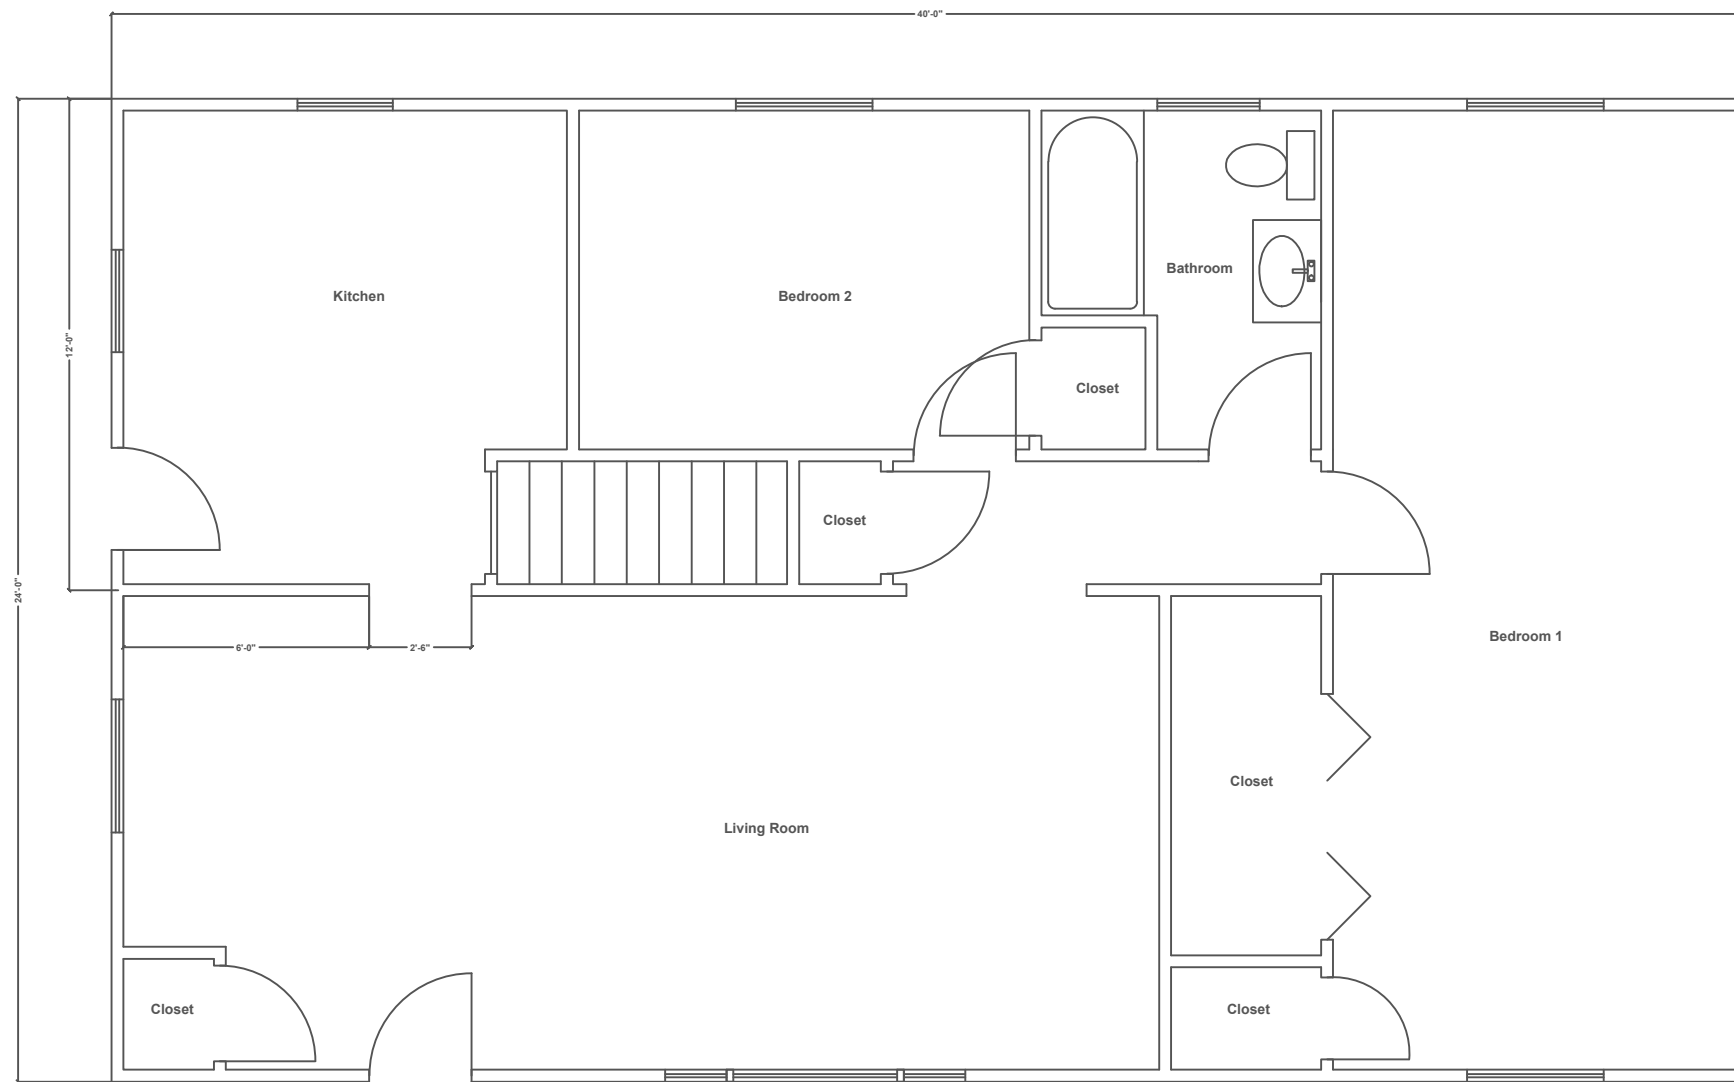 40'-0"
Kitchen
Bedroom 2
Bathroom
12'-0"
Closet
Closet
24'-0"
6'-0"
2'-6"
Bedroom 1
Closet
Living Room
Closet
Closet